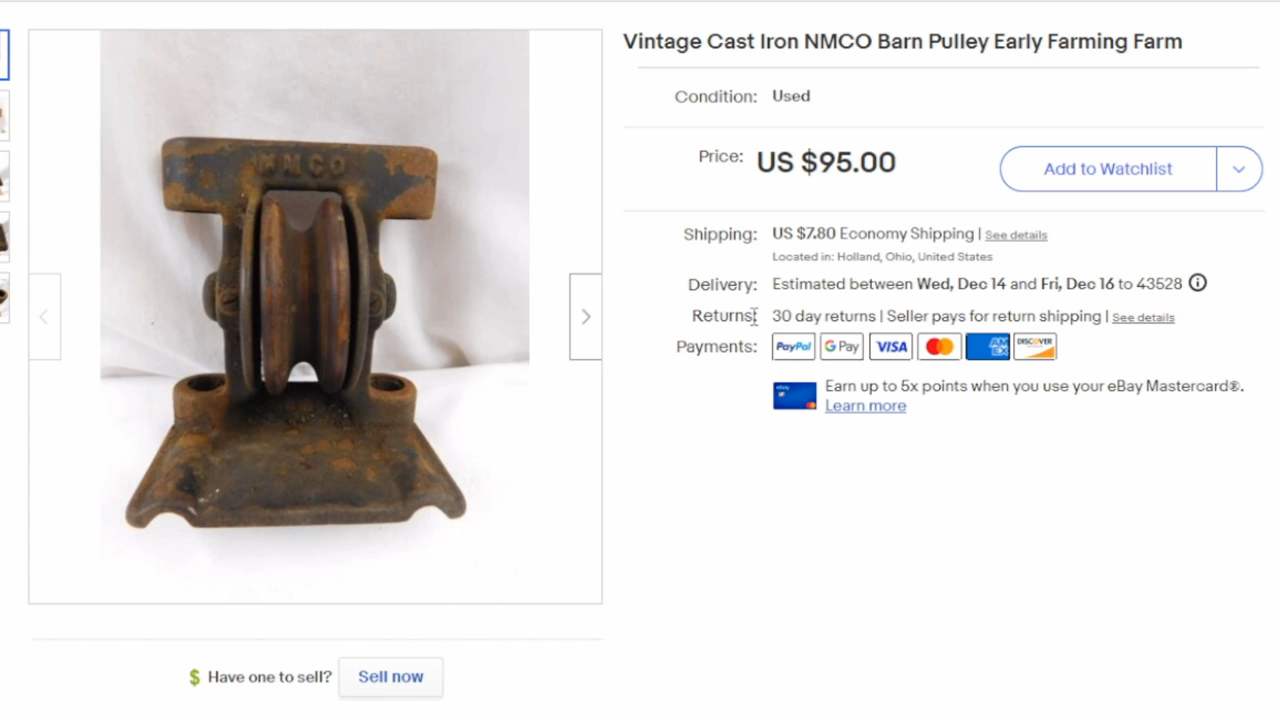 Vintage Cast Iron NMCO Barn Pulley Early Farming Farm
Condition: Used
Price: US $95.00
Add to Watchlist
Shipping: US $7.80 Economy Shipping | See details
Located in: Holland, Ohio, United States
Delivery: Estimated between Wed, Dec 14 and Fri, Dec 16 to 43528
Returns: 30 day returns | Seller pays for return shipping | See details
Payments: PayPal G Pay VISA AM EX DISCOVER
ebay
Earn up to 5x points when you use your eBay Mastercard®.
Learn more
NMCO
$ Have one to sell? Sell now